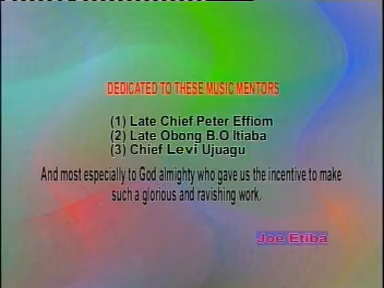 DEDICATED TO THESE MUSIC MENTORS
(1) Late Chief Peter Effiom
(2) Late Obong B.O Itiaba
(3) Chief Levi Ujuagu
And most especially to God almighty who gave us the incentive to make
such a glorious and ravishing work.
Joe Etiba